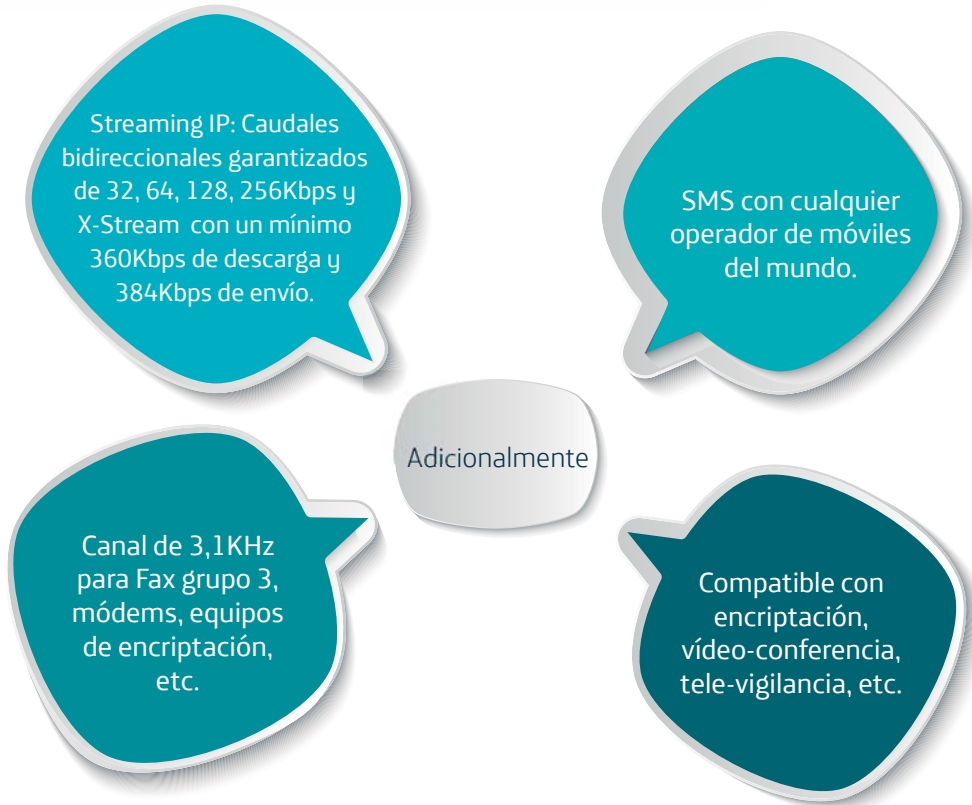 Streaming IP: Caudales
bidireccionales garantizados
de 32, 64, 128, 256Kbps y
X-Stream con un mínimo
360Kbps de descarga y
384Kbps de envío.
SMS con cualquier
operador de móviles
del mundo.
Adicionalmente
Canal de 3,1KHz
para Fax grupo 3,
módems, equipos
de encriptación,
etc.
Compatible con
encriptación,
vídeo-conferencia,
tele-vigilancia, etc.